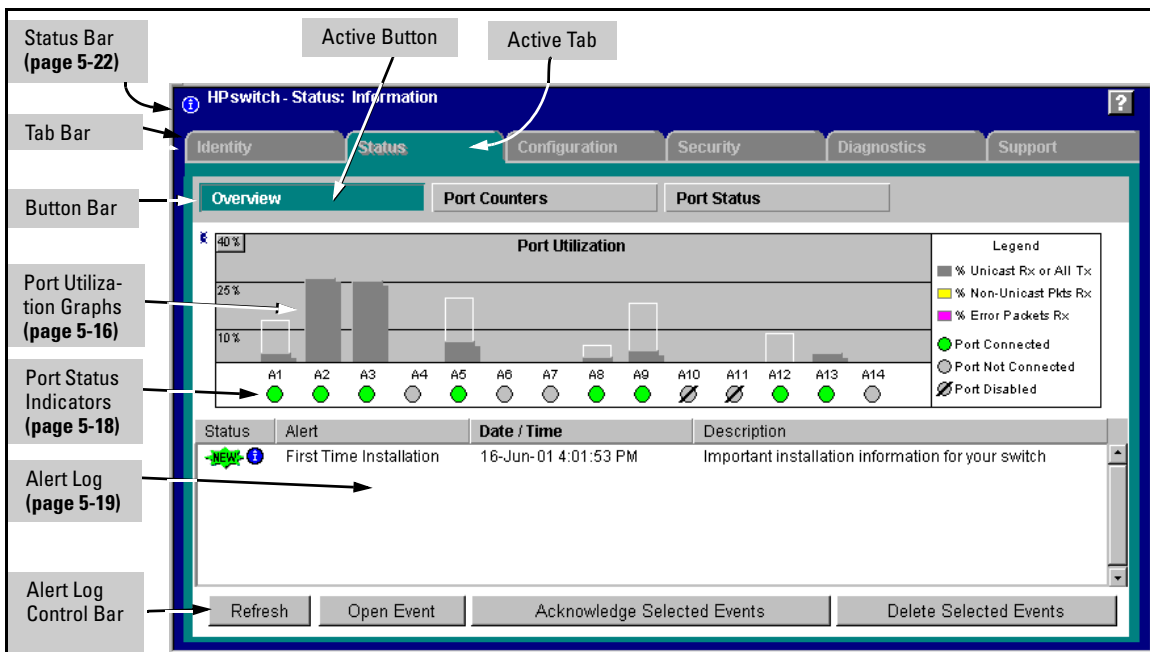 Status Bar
(page 5-22)
Active Button
Active Tab
HPswitch - Status: Information
?
Tab Bar
Identity
Status
Configuration
Security
Diagnostics
Support
Button Bar
Overview
Port Counters
Port Status
Port Utiliza-
tion Graphs
(page 5-16)
40 %
Port Utilization
25 %
10 %
Legend
% Unicast Rx or All Tx
% Non-Unicast Pkts Rx
% Error Packets Rx
Port Connected
Port Not Connected
Port Disabled
Port Status
Indicators
(page 5-18)
A1 A2 A3 A4 A5 A6 A7 A8 A9 A10 A11 A12 A13 A14
Status Alert Date / Time Description
NEW i First Time Installation 16-Jun-01 4:01:53 PM Important installation information for your switch
Alert Log
(page 5-19)
Alert Log
Control Bar
Refresh
Open Event
Acknowledge Selected Events
Delete Selected Events